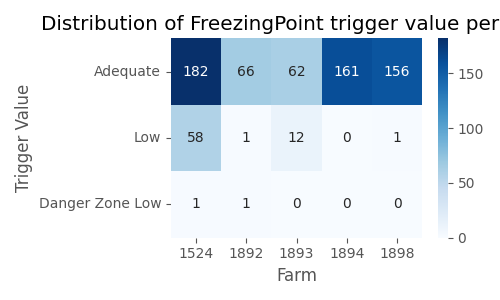 Distribution of FreezingPoint trigger value per
Trigger Value
Adequate 182 66 62 161 156
Low 58 1 12 0 1
Danger Zone Low 1 1 0 0 0
1524 1892 1893 1894 1898
Farm
150
100
50
0